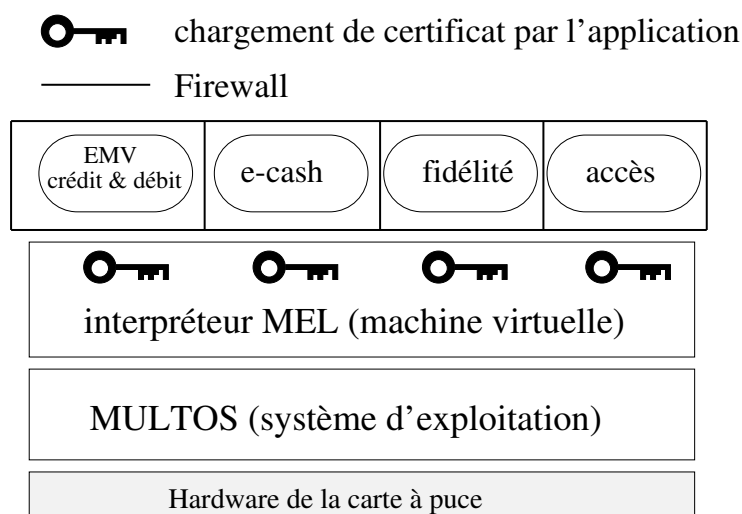 chargement de certificat par l'application
Firewall
EMV
crédit & débit
e-cash
fidélité
accès
interpréteur MEL (machine virtuelle)
MULTOS (système d'exploitation)
Hardware de la carte à puce